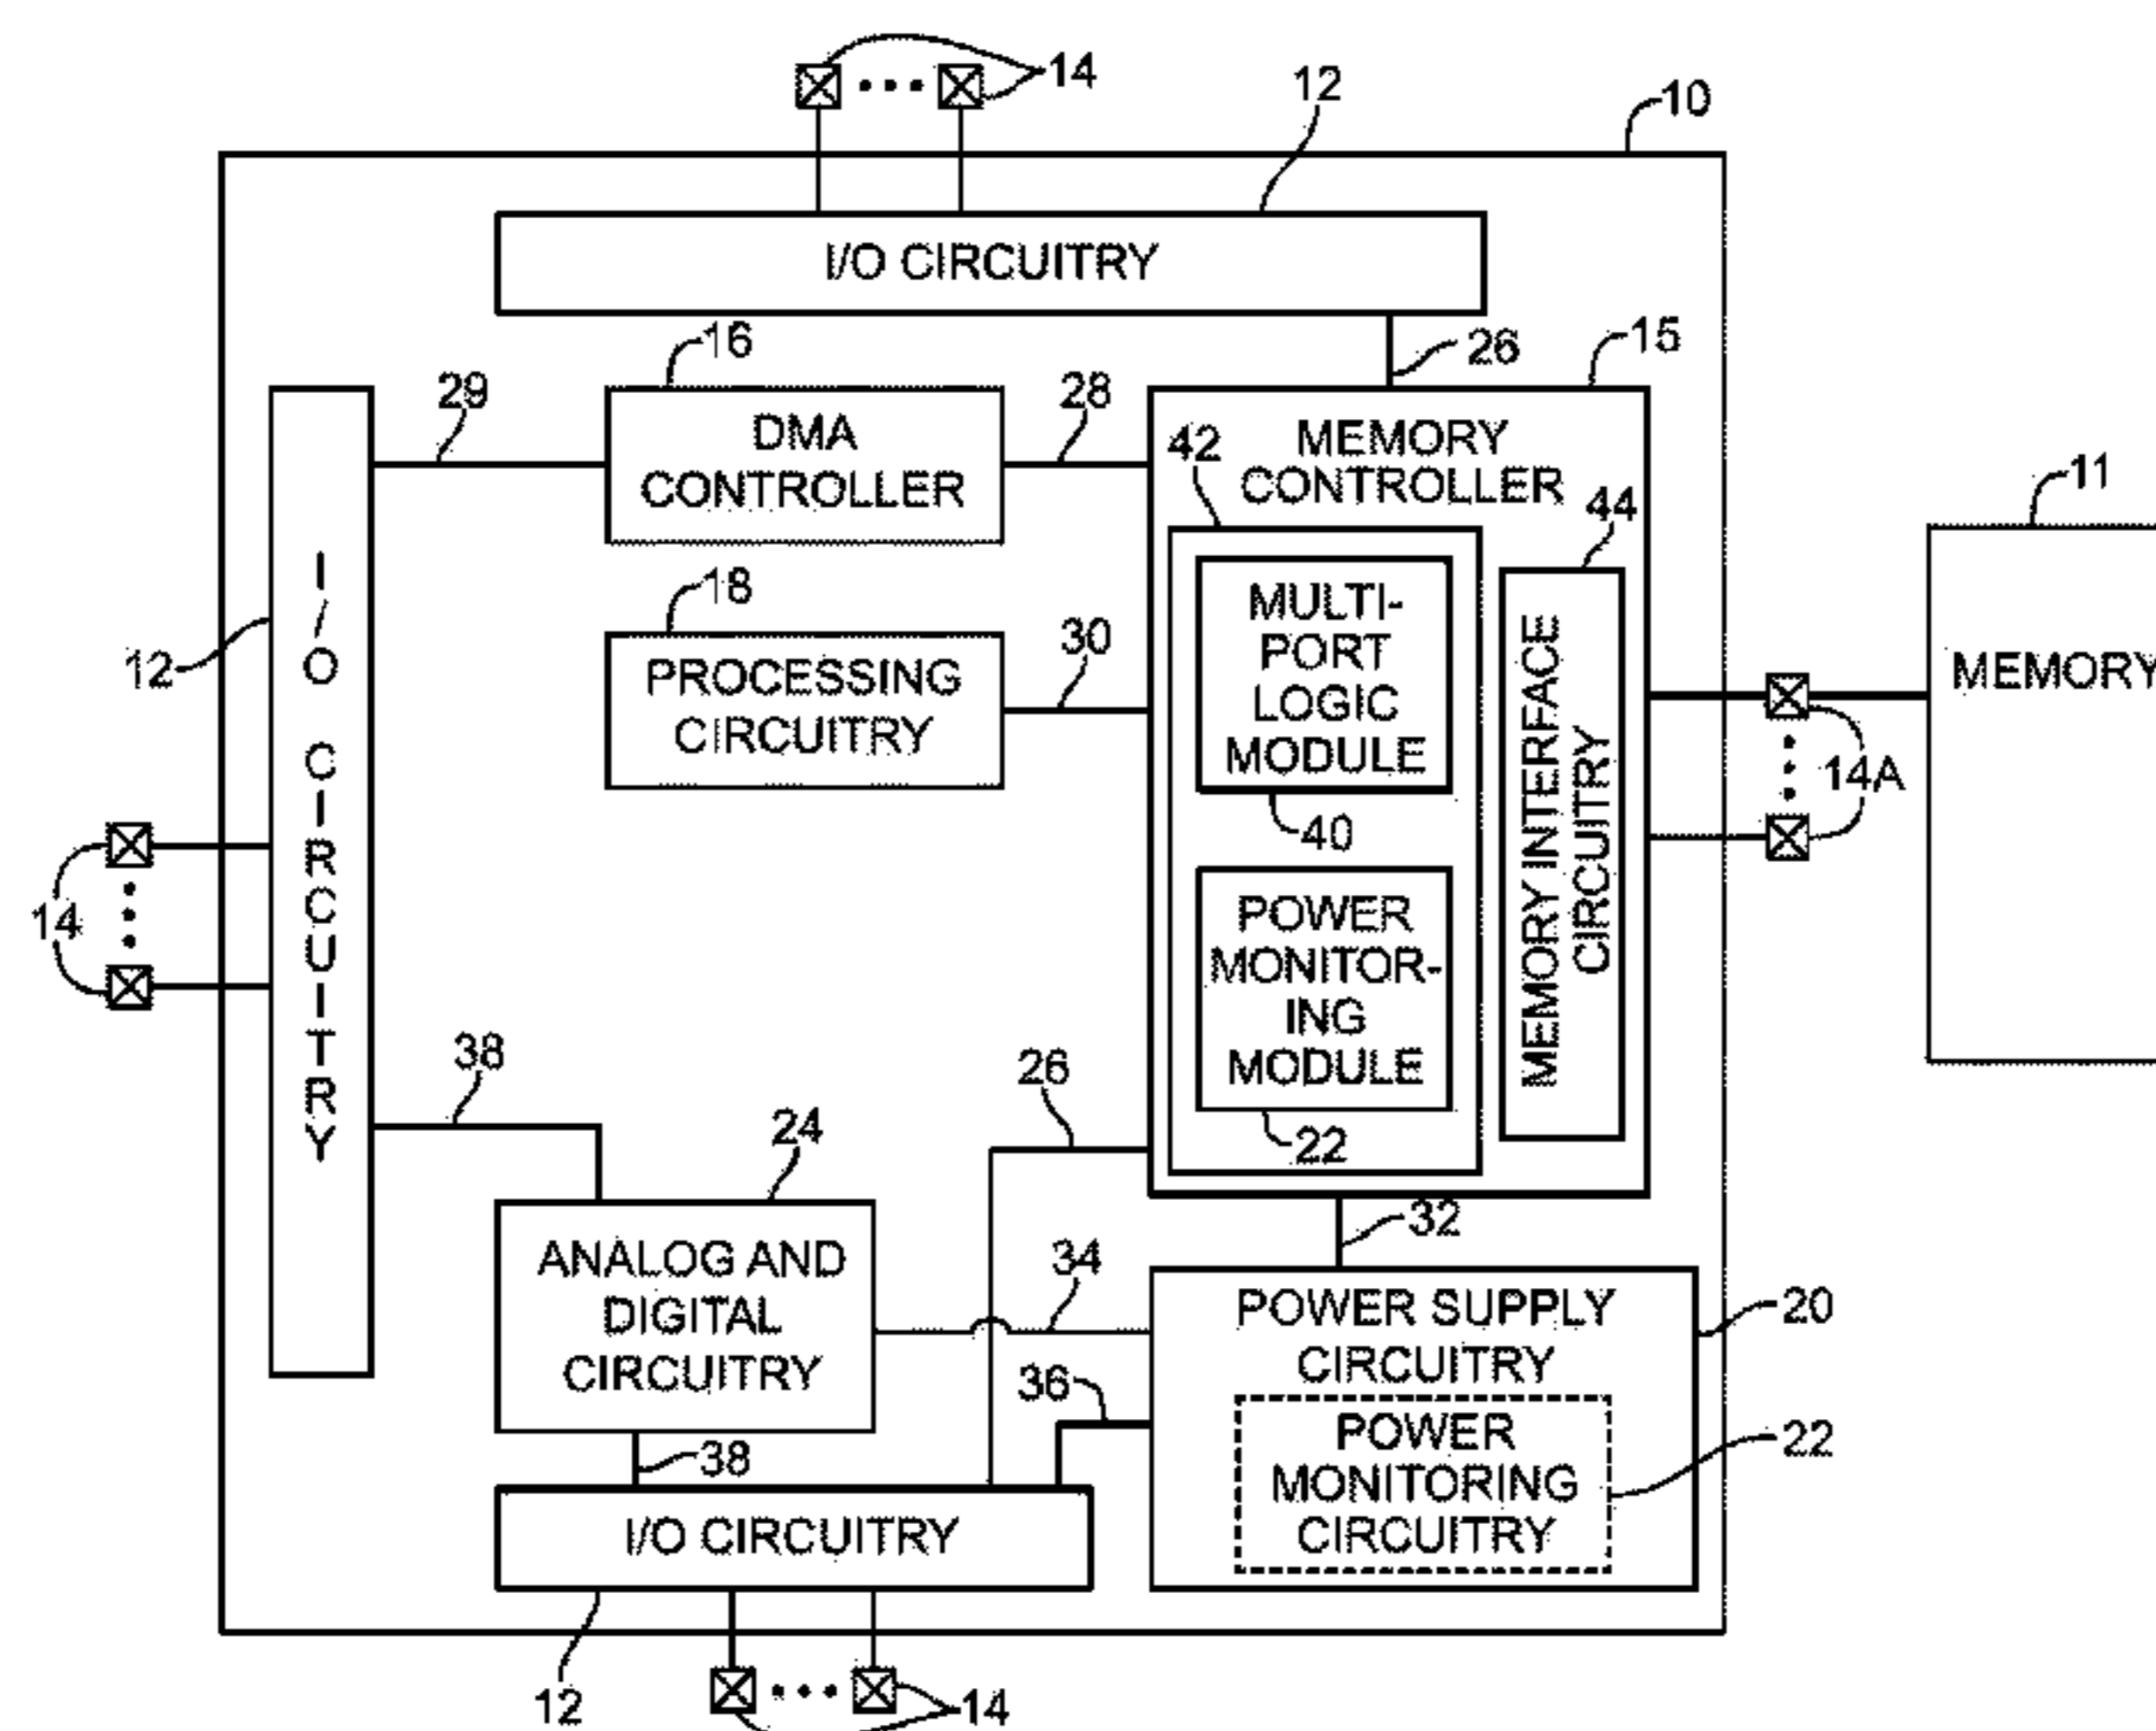 14
12
10
I/O CIRCUITRY
16
26
15
29
28
DMA
CONTROLLER
42
MEMORY
CONTROLLER
44
11
18
MULTI-
PORT
LOGIC
MODULE
I/O CIRCUITRY
12
PROCESSING
CIRCUITRY
30
MEMORY INTERFACE
CIRCUITRY
MEMORY
14A
40
14
POWER
MONITOR-
ING
MODULE
38
26
24
22
32
ANALOG AND
DIGITAL
CIRCUITRY
34
POWER SUPPLY
CIRCUITRY
20
36
POWER
MONITORING
CIRCUITRY
22
38
I/O CIRCUITRY
12
14